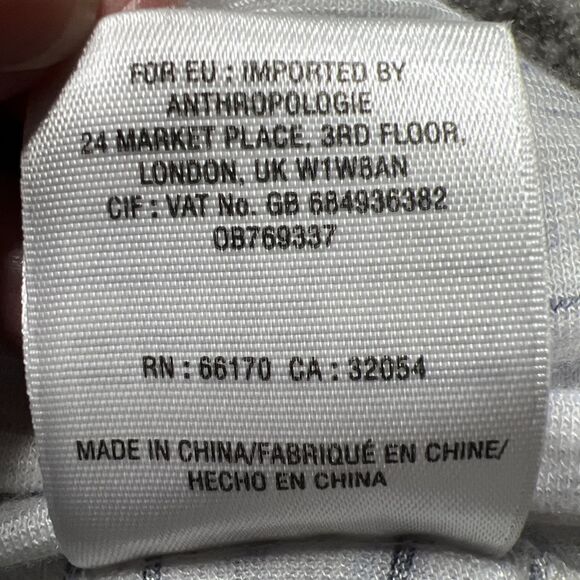 FOR EU : IMPORTED BY
ANTHROPOLOGIE
24 MARKET PLACE, 3RD FLOOR,
LONDON, UK W1W8AN
CIF : VAT No. GB 684936382
OB769337
RN : 66170 CA : 32054
MADE IN CHINA/FABRIQUÉ EN CHINE/
HECHO EN CHINA